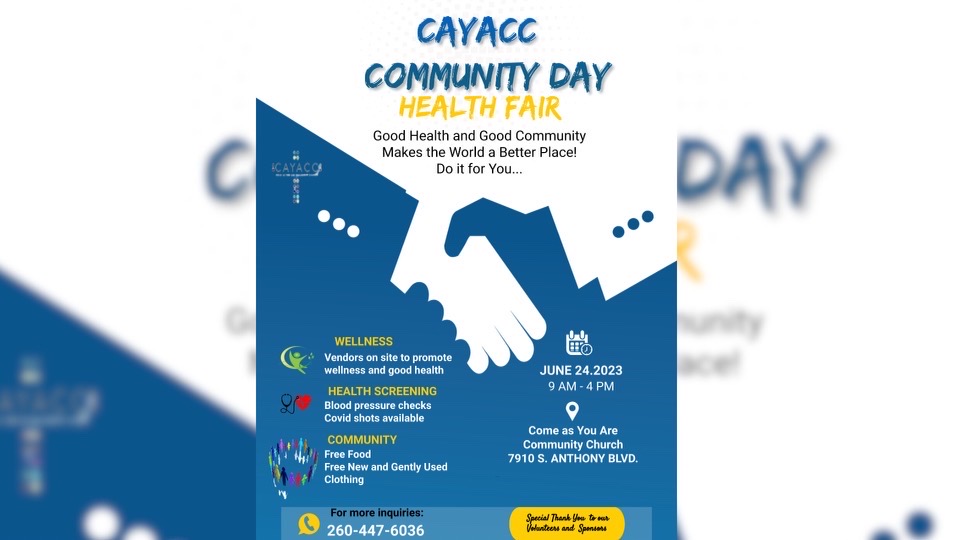 CAYACC
COMMUNITY DAY
HEALTH FAIR
Good Health and Good Community
Makes the World a Better Place!
Do it for You...
CAYACC
WELLNESS
Vendors on site to promote
wellness and good health
HEALTH SCREENING
Blood pressure checks
Covid shots available
COMMUNITY
Free Food
Free New and Gently Used
Clothing
JUNE 24.2023
9 AM - 4 PM
Come as You Are
Community Church
7910 S. ANTHONY BLVD.
For more inquiries:
260-447-6036
Special Thank You to our
Volunteers and Sponsors